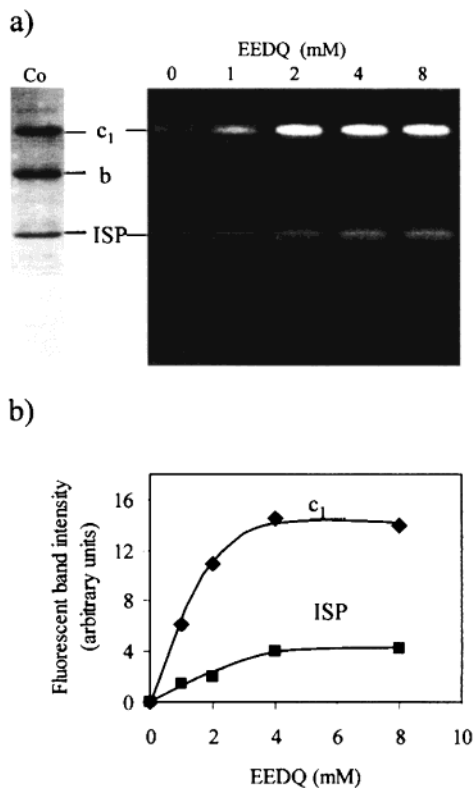 a)
EEDQ (mM)
Co 0 1 2 4 8
c₁
b
ISP
b)
Fluorescent band intensity
(arbitrary units)
16
12
8
4
0
c₁
ISP
0 2 4 6 8 10
EEDQ (mM)